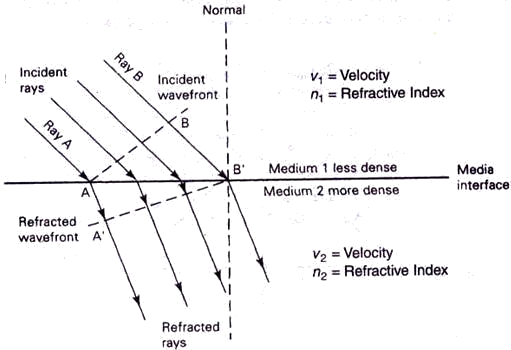 Normal
Ray B
Incident
rays
Incident
wavefront
v₁ = Velocity
n₁ = Refractive Index
Ray A
B
B'
Medium 1 less dense
Media
interface
A
Medium 2 more dense
Refracted
wavefront
A'
v₂ = Velocity
n₂ = Refractive Index
Refracted
rays